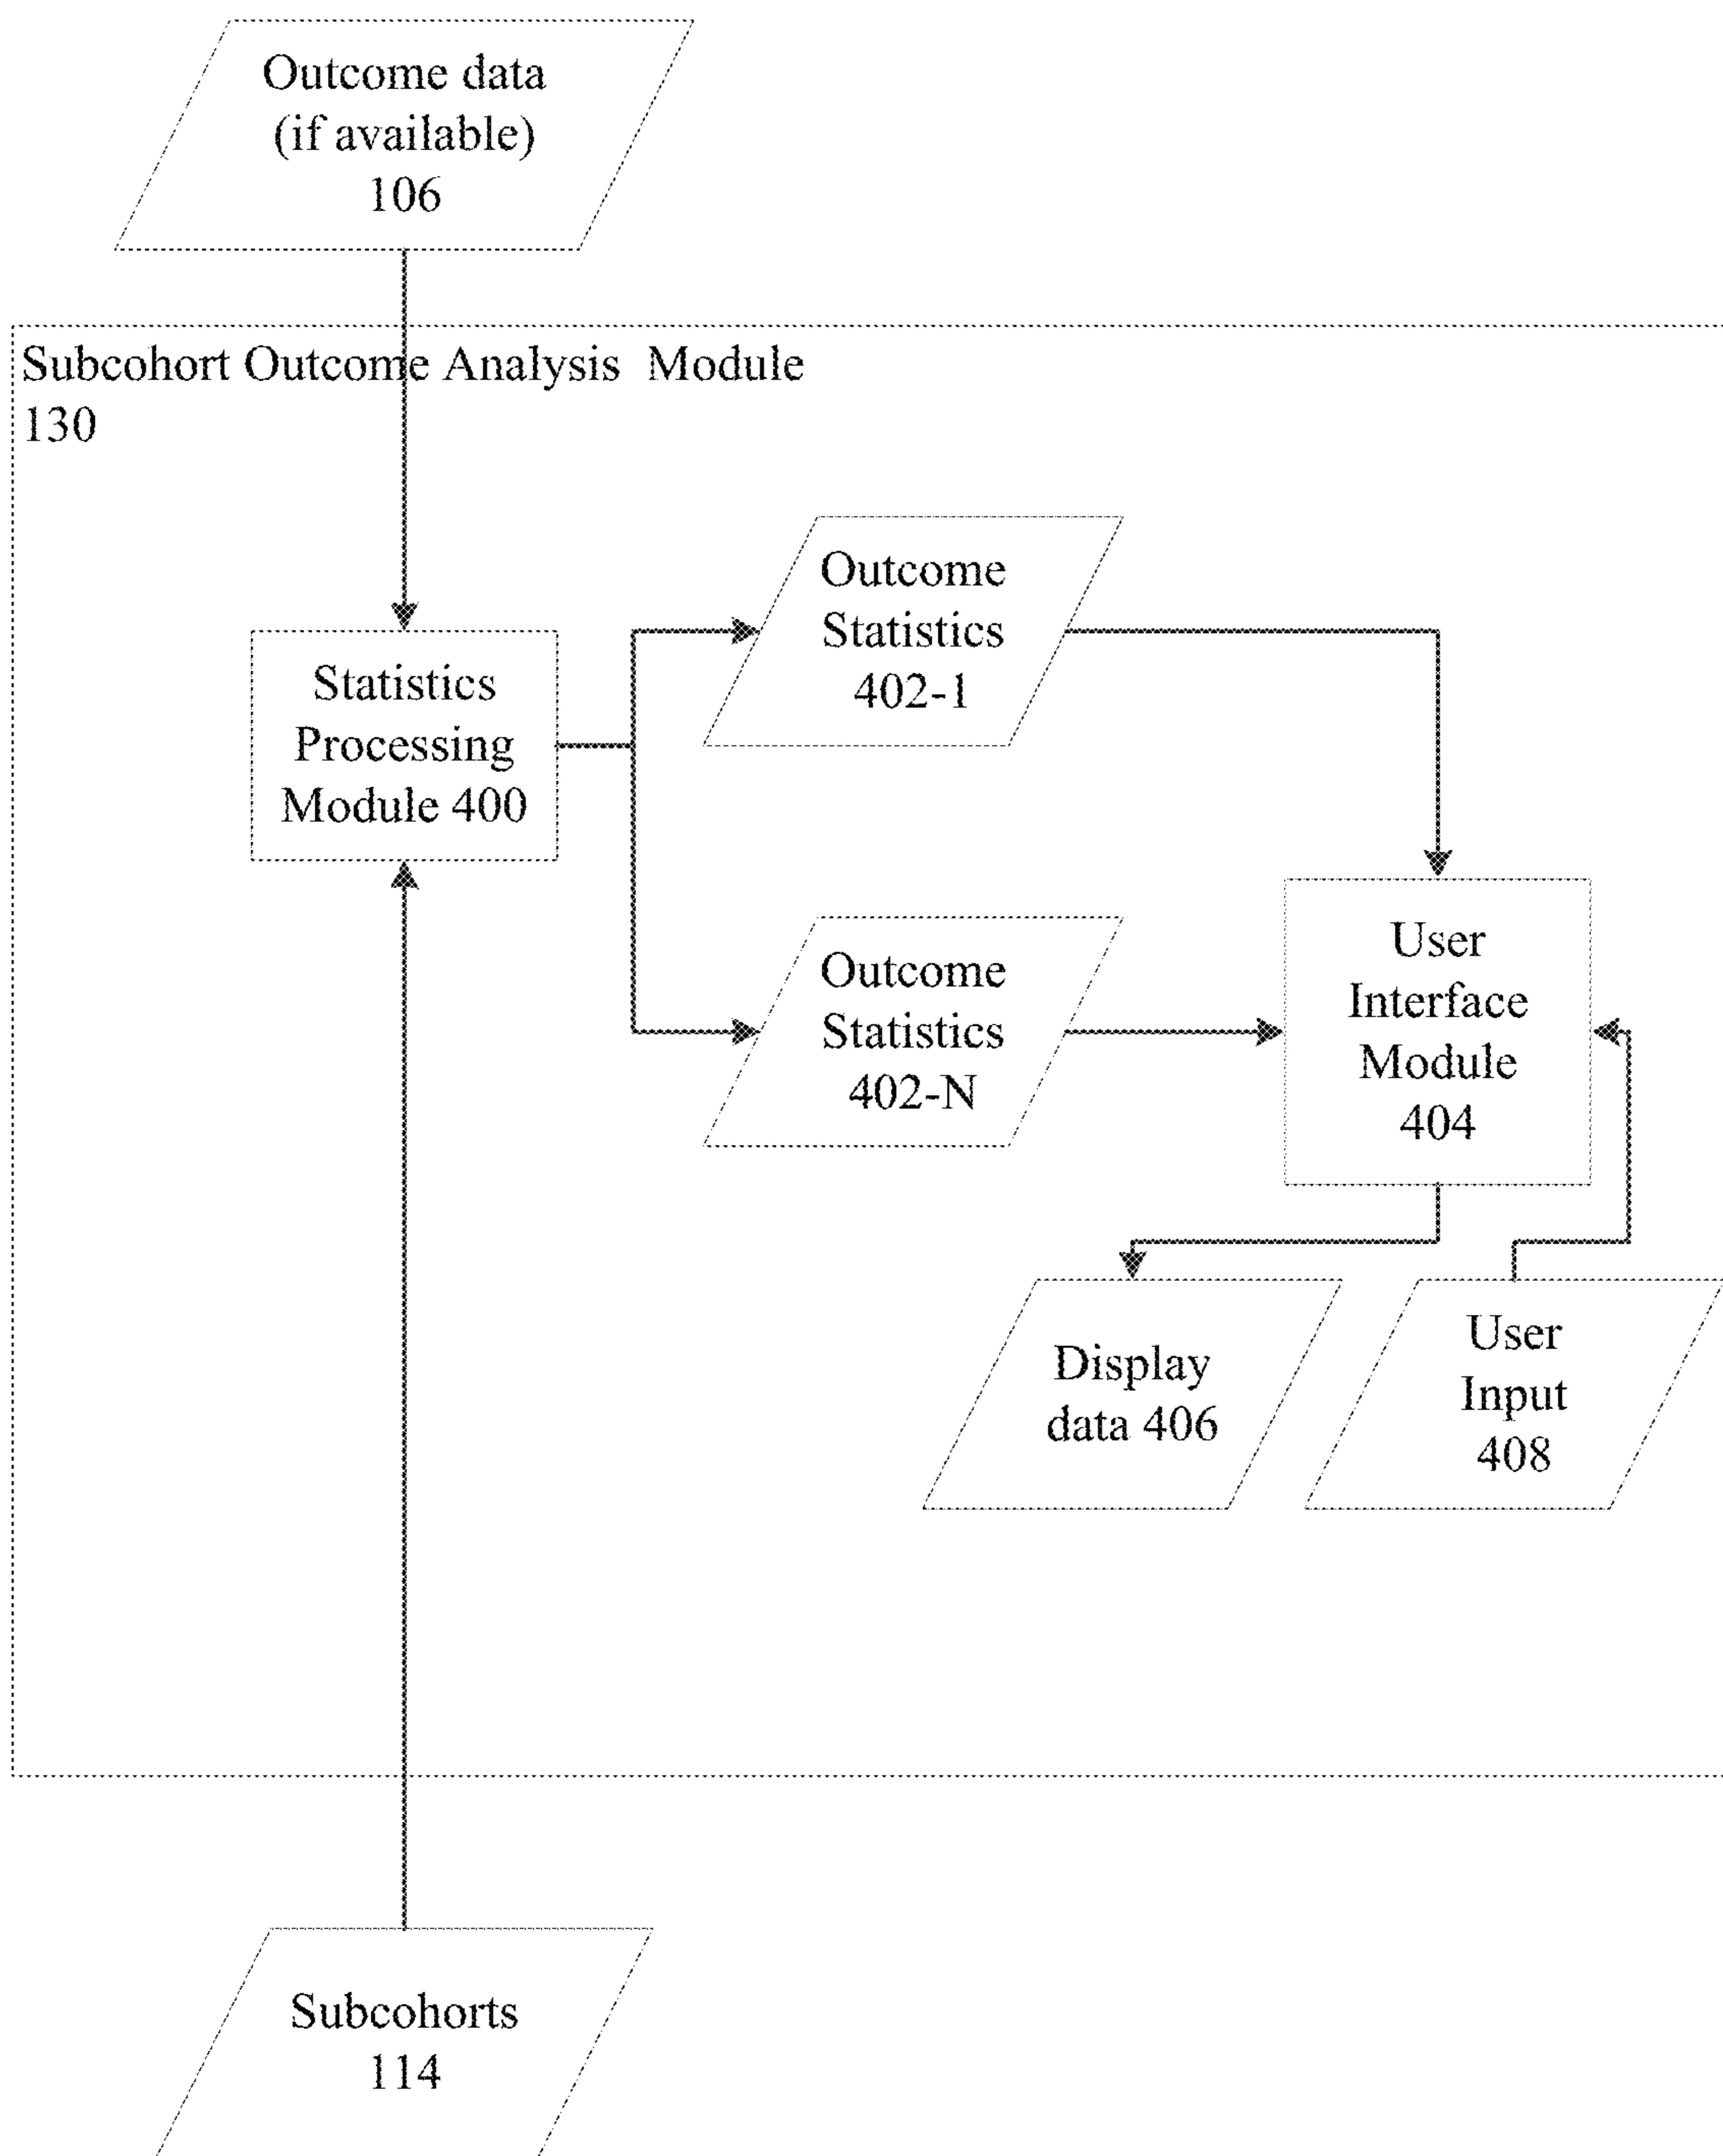 Outcome data
(if available)
106
Subcohort Outcome Analysis Module
130
Outcome
Statistics
402-1
Statistics
Processing
Module 400
Outcome
Statistics
402-N
User
Interface
Module
404
Display
data 406
User
Input
408
Subcohorts
114